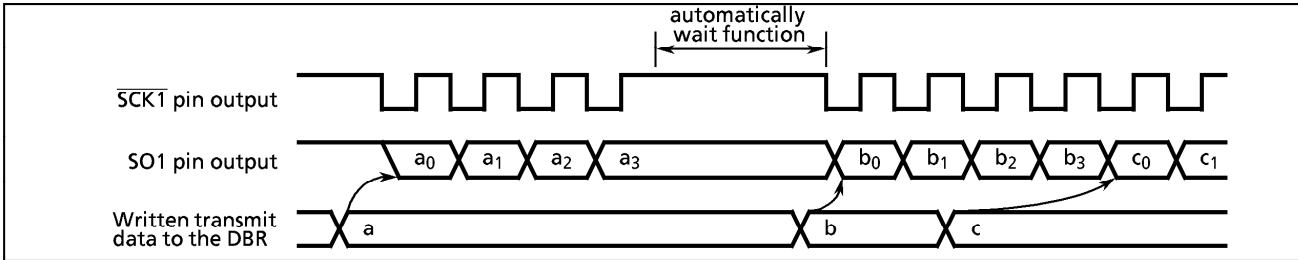 automatically
wait function
SCK1 pin output
SO1 pin output
a0 a1 a2 a3 b0 b1 b2 b3 c0 c1
Written transmit
data to the DBR
a b c